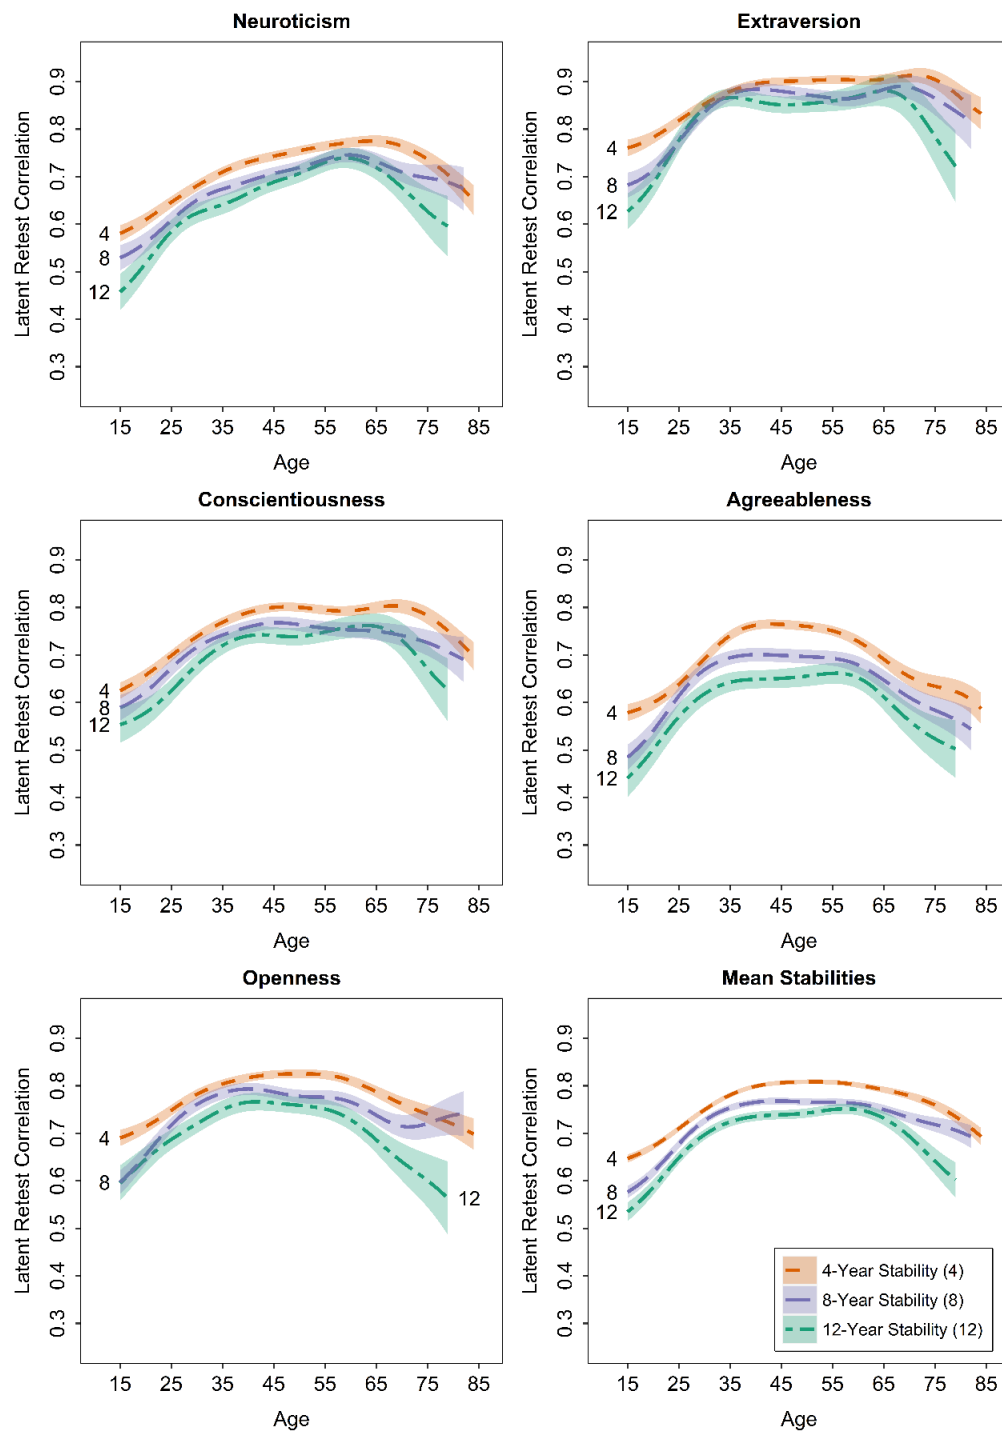 Neuroticism
Latent Retest Correlation
0.9
0.8
0.7
0.6
0.5
0.4
0.3
4
8
12
15 25 35 45 55 65 75 85
Age
Extraversion
Latent Retest Correlation
0.9
0.8
0.7
0.6
0.5
0.4
0.3
4
8
12
15 25 35 45 55 65 75 85
Age
Conscientiousness
Latent Retest Correlation
0.9
0.8
0.7
0.6
0.5
0.4
0.3
4
8
12
15 25 35 45 55 65 75 85
Age
Agreeableness
Latent Retest Correlation
0.9
0.8
0.7
0.6
0.5
0.4
0.3
4
8
12
15 25 35 45 55 65 75 85
Age
Openness
Latent Retest Correlation
0.9
0.8
0.7
0.6
0.5
0.4
0.3
4
8
12
15 25 35 45 55 65 75 85
Age
Mean Stabilities
Latent Retest Correlation
0.9
0.8
0.7
0.6
0.5
0.4
0.3
4
8
12
4-Year Stability (4)
8-Year Stability (8)
12-Year Stability (12)
15 25 35 45 55 65 75 85
Age